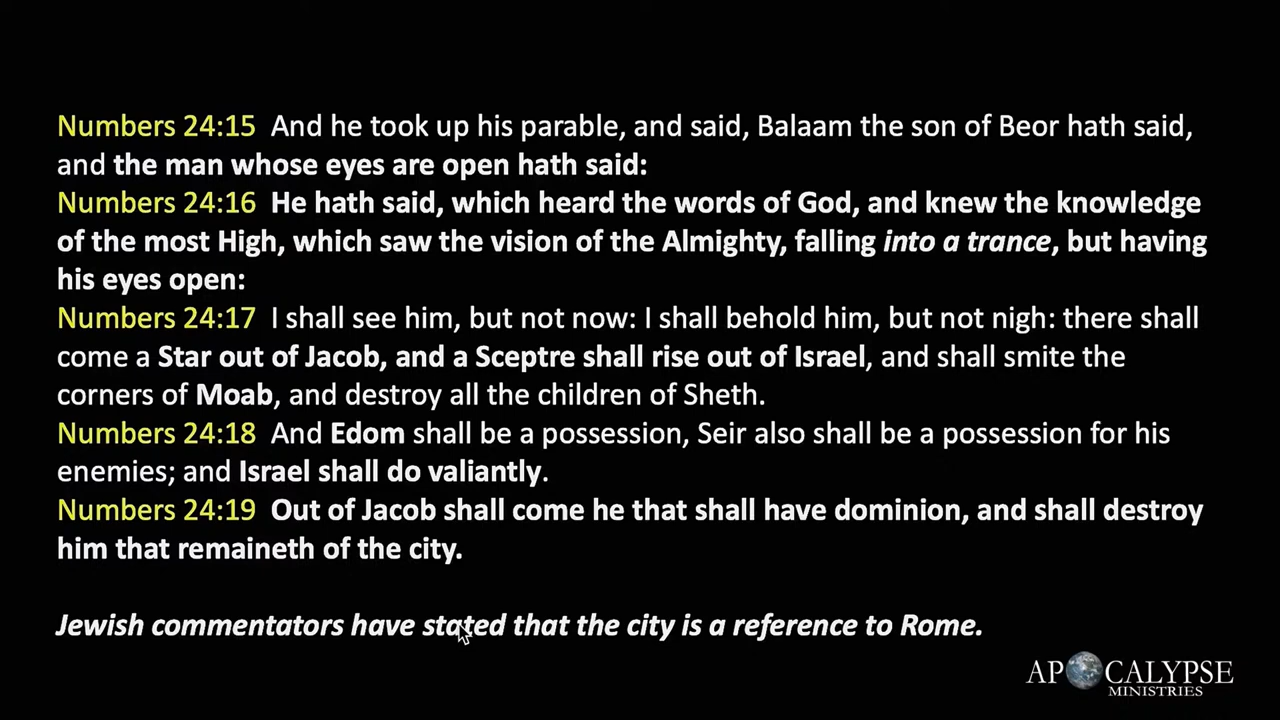 Numbers 24:15 And he took up his parable, and said, Balaam the son of Beor hath said,
and the man whose eyes are open hath said:
Numbers 24:16 He hath said, which heard the words of God, and knew the knowledge
of the most High, which saw the vision of the Almighty, falling into a trance, but having
his eyes open:
Numbers 24:17 I shall see him, but not now: I shall behold him, but not nigh: there shall
come a Star out of Jacob, and a Sceptre shall rise out of Israel, and shall smite the
corners of Moab, and destroy all the children of Sheth.
Numbers 24:18 And Edom shall be a possession, Seir also shall be a possession for his
enemies; and Israel shall do valiantly.
Numbers 24:19 Out of Jacob shall come he that shall have dominion, and shall destroy
him that remaineth of the city.
Jewish commentators have stated that the city is a reference to Rome.
APOCALYPSE
MINISTRIES